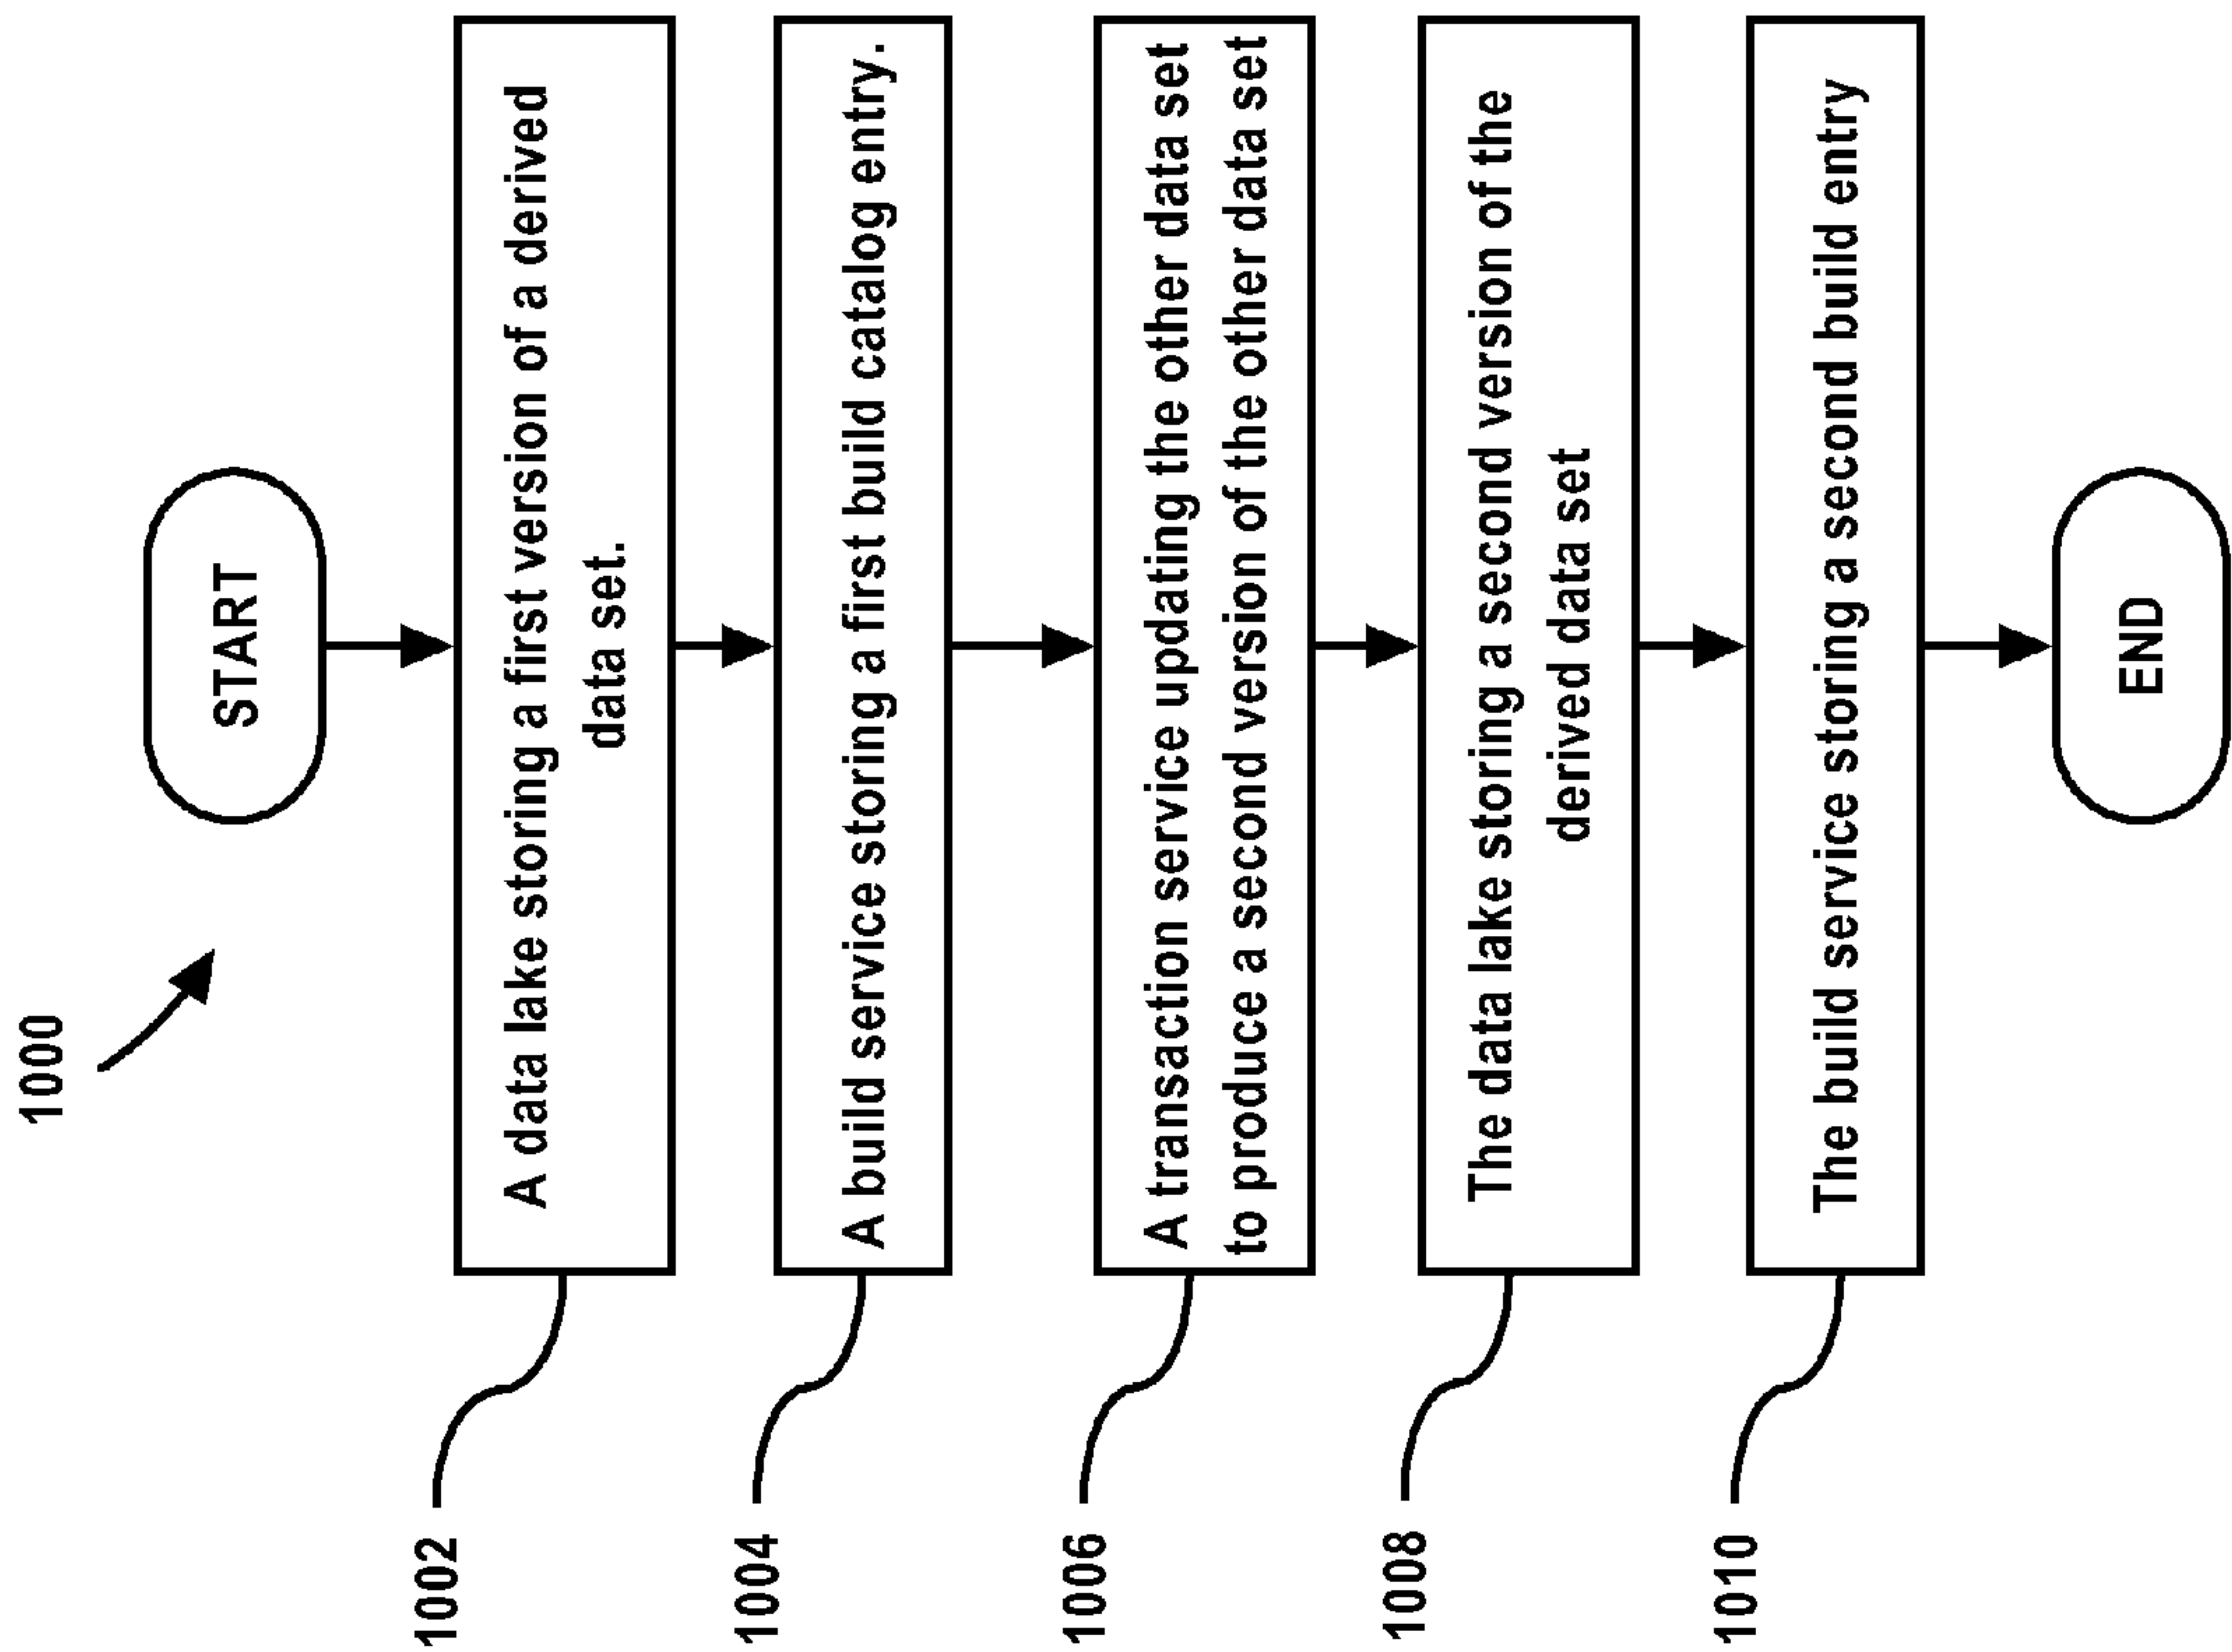 1000
START
1002
A data lake storing a first version of a derived
data set.
1004
A build service storing a first build catalog entry.
1006
A transaction service updating the other data set
to produce a second version of the other data set
1008
The data lake storing a second version of the
derived data set
1010
The build service storing a second build entry
END